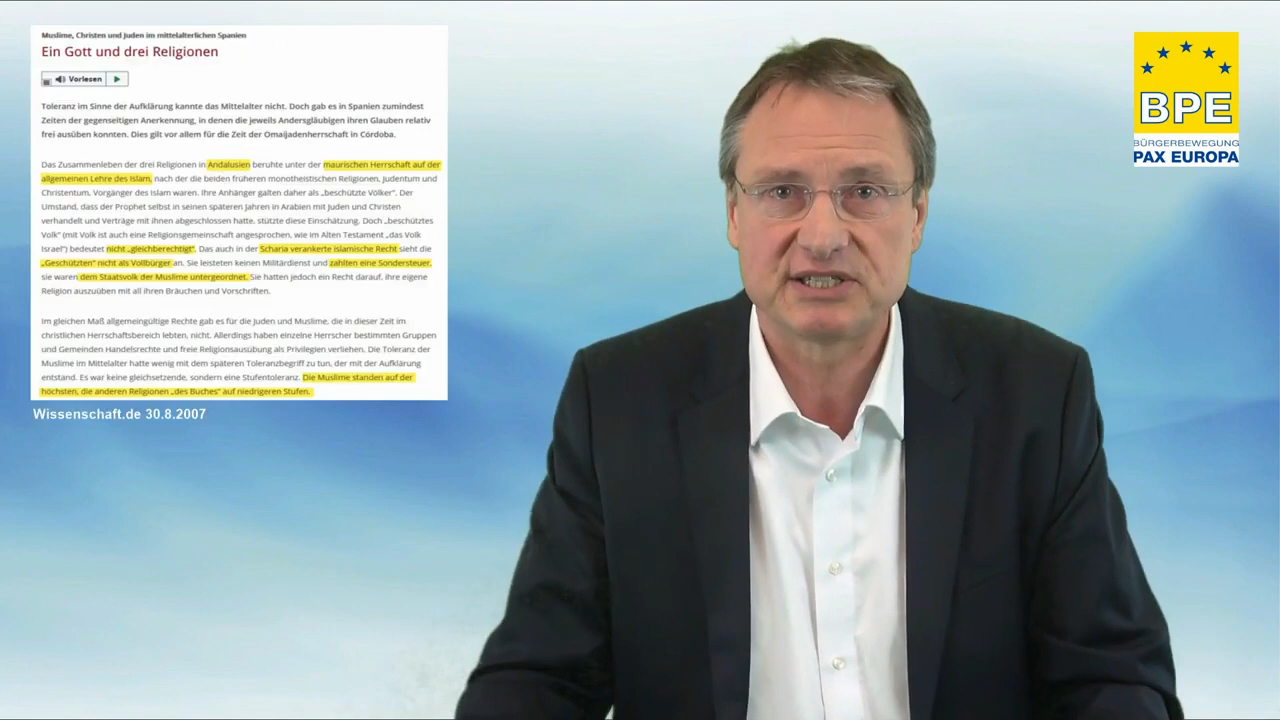 Muslime, Christen und Juden im mittelalterlichen Spanien
Ein Gott und drei Religionen
Vorlesen
Toleranz im Sinne der Aufklärung kannte das Mittelalter nicht. Doch gab es in Spanien zumindest
Zeiten der gegenseitigen Anerkennung, in denen die jeweils Andersgläubigen ihren Glauben relativ
frei ausüben konnten. Dies gilt vor allem für die Zeit der Omaijadenherrschaft in Córdoba.
Das Zusammenleben der drei Religionen in Andalusien beruhte unter der maurischen Herrschaft auf der
allgemeinen Lehre des Islam, nach der die beiden früheren monotheistischen Religionen, Judentum und
Christentum, Vorgänger des Islam waren. Ihre Anhänger galten daher als „beschützte Völker“. Der
Umstand, dass der Prophet selbst in seinen späteren Jahren in Arabien mit Juden und Christen
verhandelt und Verträge mit ihnen abgeschlossen hatte, stützte diese Einschätzung. Doch „beschütztes
Volk“ (mit Volk ist auch eine Religionsgemeinschaft angesprochen, wie im Alten Testament „das Volk
Israel“) bedeutet nicht „gleichberechtigt“. Das auch in der Scharia verankerte islamische Recht sieht die
„Geschützten“ nicht als Vollbürger an. Sie leisteten keinen Militärdienst und zahlten eine Sondersteuer,
sie waren dem Staatsvolk der Muslime untergeordnet. Sie hatten jedoch ein Recht darauf, ihre eigene
Religion auszuüben mit all ihren Bräuchen und Vorschriften.
Im gleichen Maß allgemeingültige Rechte gab es für die Juden und Muslime, die in dieser Zeit im
christlichen Herrschaftsbereich lebten, nicht. Allerdings haben einzelne Herrscher bestimmten Gruppen
und Gemeinden Handelsrechte und freie Religionsausübung als Privilegien verliehen. Die Toleranz der
Muslime im Mittelalter hatte wenig mit dem späteren Toleranzbegriff zu tun, der mit der Aufklärung
entstand. Es war keine gleichsetzende, sondern eine Stufentoleranz. Die Muslime standen auf der
höchsten, die anderen Religionen „des Buches“ auf niedrigeren Stufen.
Wissenschaft.de 30.8.2007
BPE
BÜRGERBEWEGUNG
PAX EUROPA